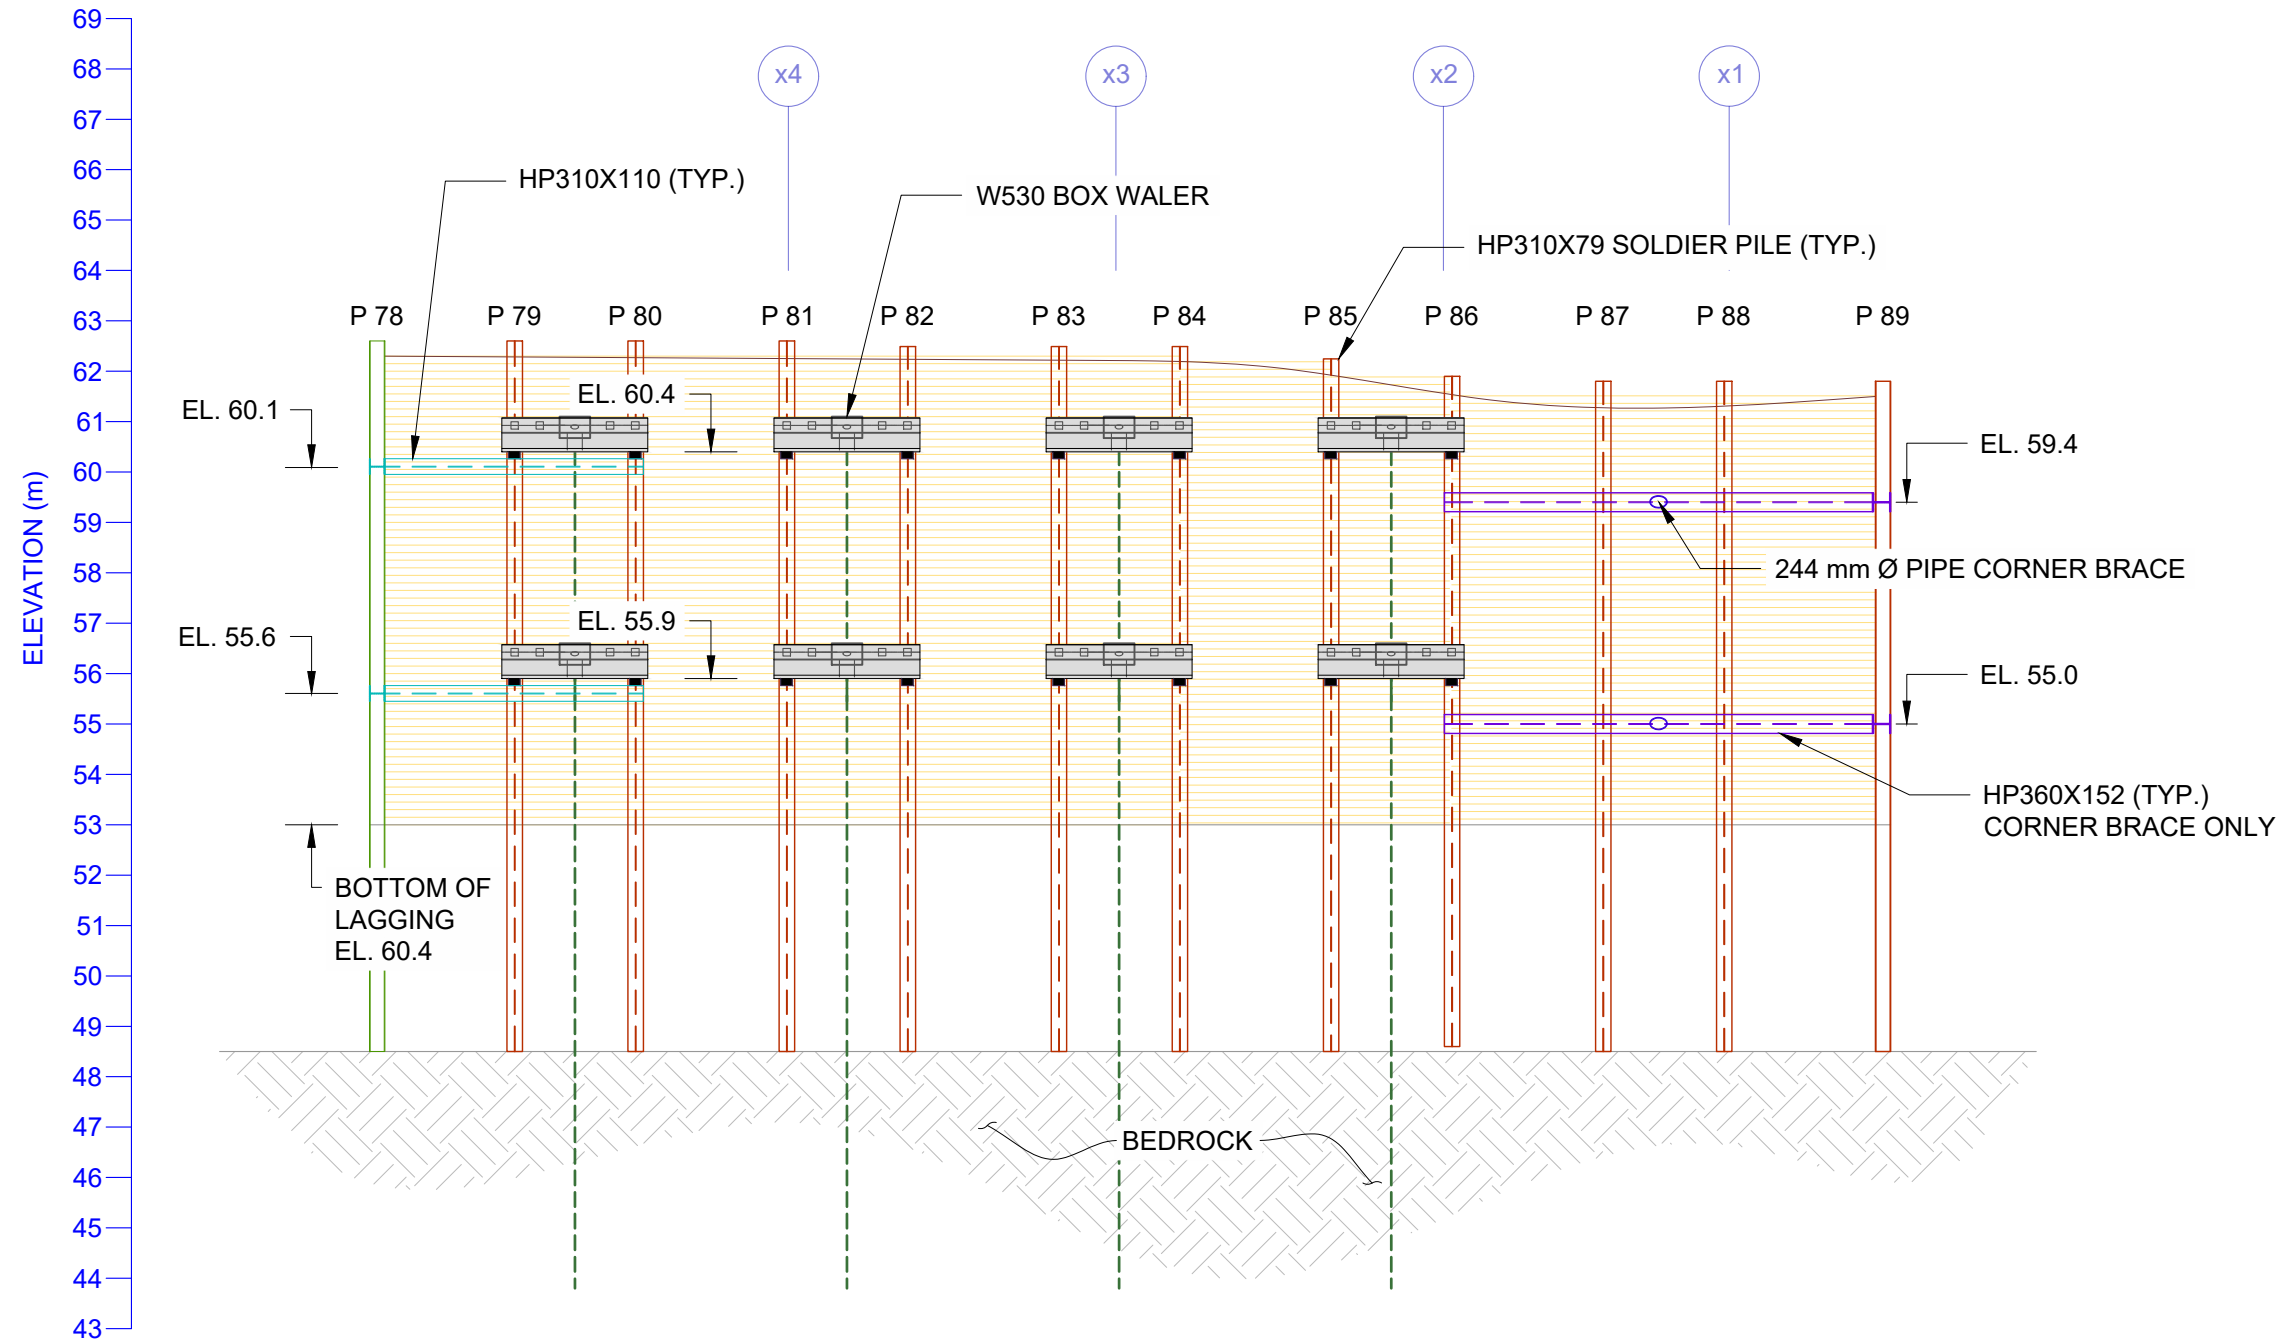 69
68
67
66
65
64
63
62
61
60
59
58
57
56
55
54
53
52
51
50
49
48
47
46
45
44
43
ELEVATION (m)
x4
x3
x2
x1
HP310X110 (TYP.)
W530 BOX WALER
HP310X79 SOLDIER PILE (TYP.)
P 78
P 79
P 80
P 81
P 82
P 83
P 84
P 85
P 86
P 87
P 88
P 89
EL. 60.1
EL. 60.4
EL. 59.4
244 mm Ø PIPE CORNER BRACE
EL. 55.6
EL. 55.9
EL. 55.0
HP360X152 (TYP.)
CORNER BRACE ONLY
BOTTOM OF
LAGGING
EL. 60.4
BEDROCK